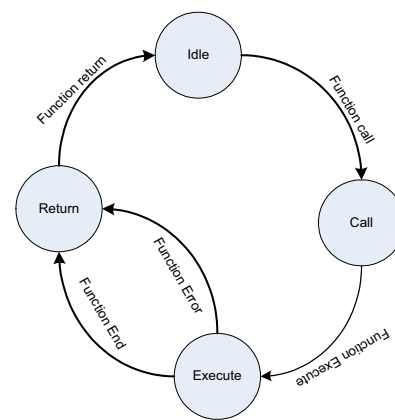 Idle
Function return
Function call
Return
Call
Function Error
Function End
Function Execute
Execute